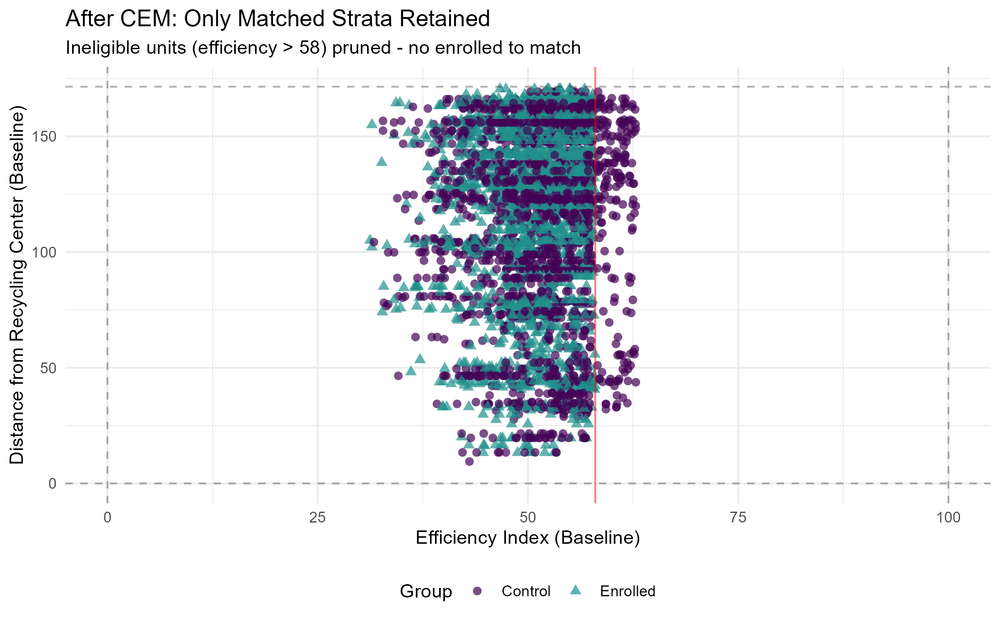 After CEM: Only Matched Strata Retained
Ineligible units (efficiency > 58) pruned - no enrolled to match
Distance from Recycling Center (Baseline)
150
100
50
0
0 25 50 75 100
Efficiency Index (Baseline)
Group Control Enrolled